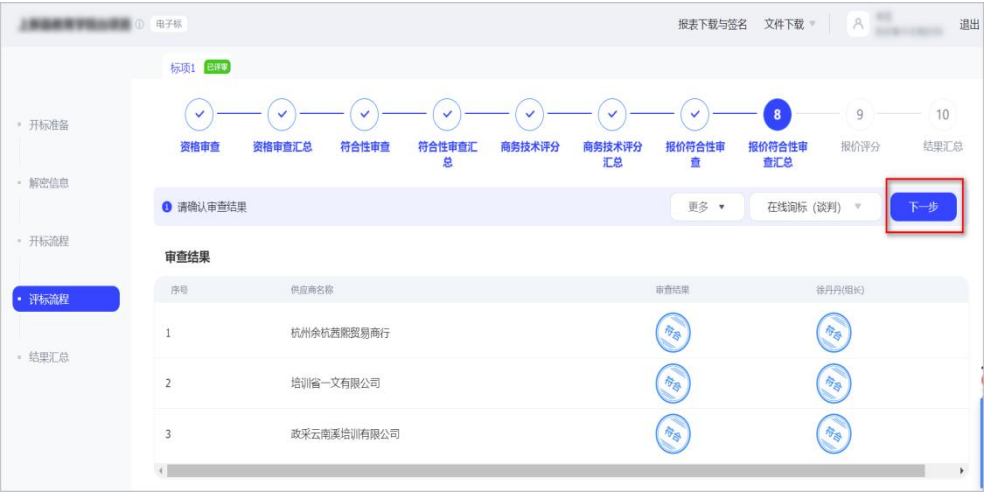 电子标
报表下载与签名 文件下载 退出
标项1 已评审
开标准备
解密信息
开标流程
评标流程
结果汇总
8 9 10
资格审查 资格审查汇总 符合性审查 符合性审查汇总 商务技术评分 商务技术评分汇总 报价符合性审查 报价符合性审查汇总 报价评分 结果汇总
请确认审查结果 更多 在线询标（谈判） 下一步
审查结果
序号 供应商名称 审查结果 徐丹丹(组长)
1 杭州余杭茜熙贸易商行 符合 符合
2 培训省一文有限公司 符合 符合
3 政采云南溪培训有限公司 符合 符合